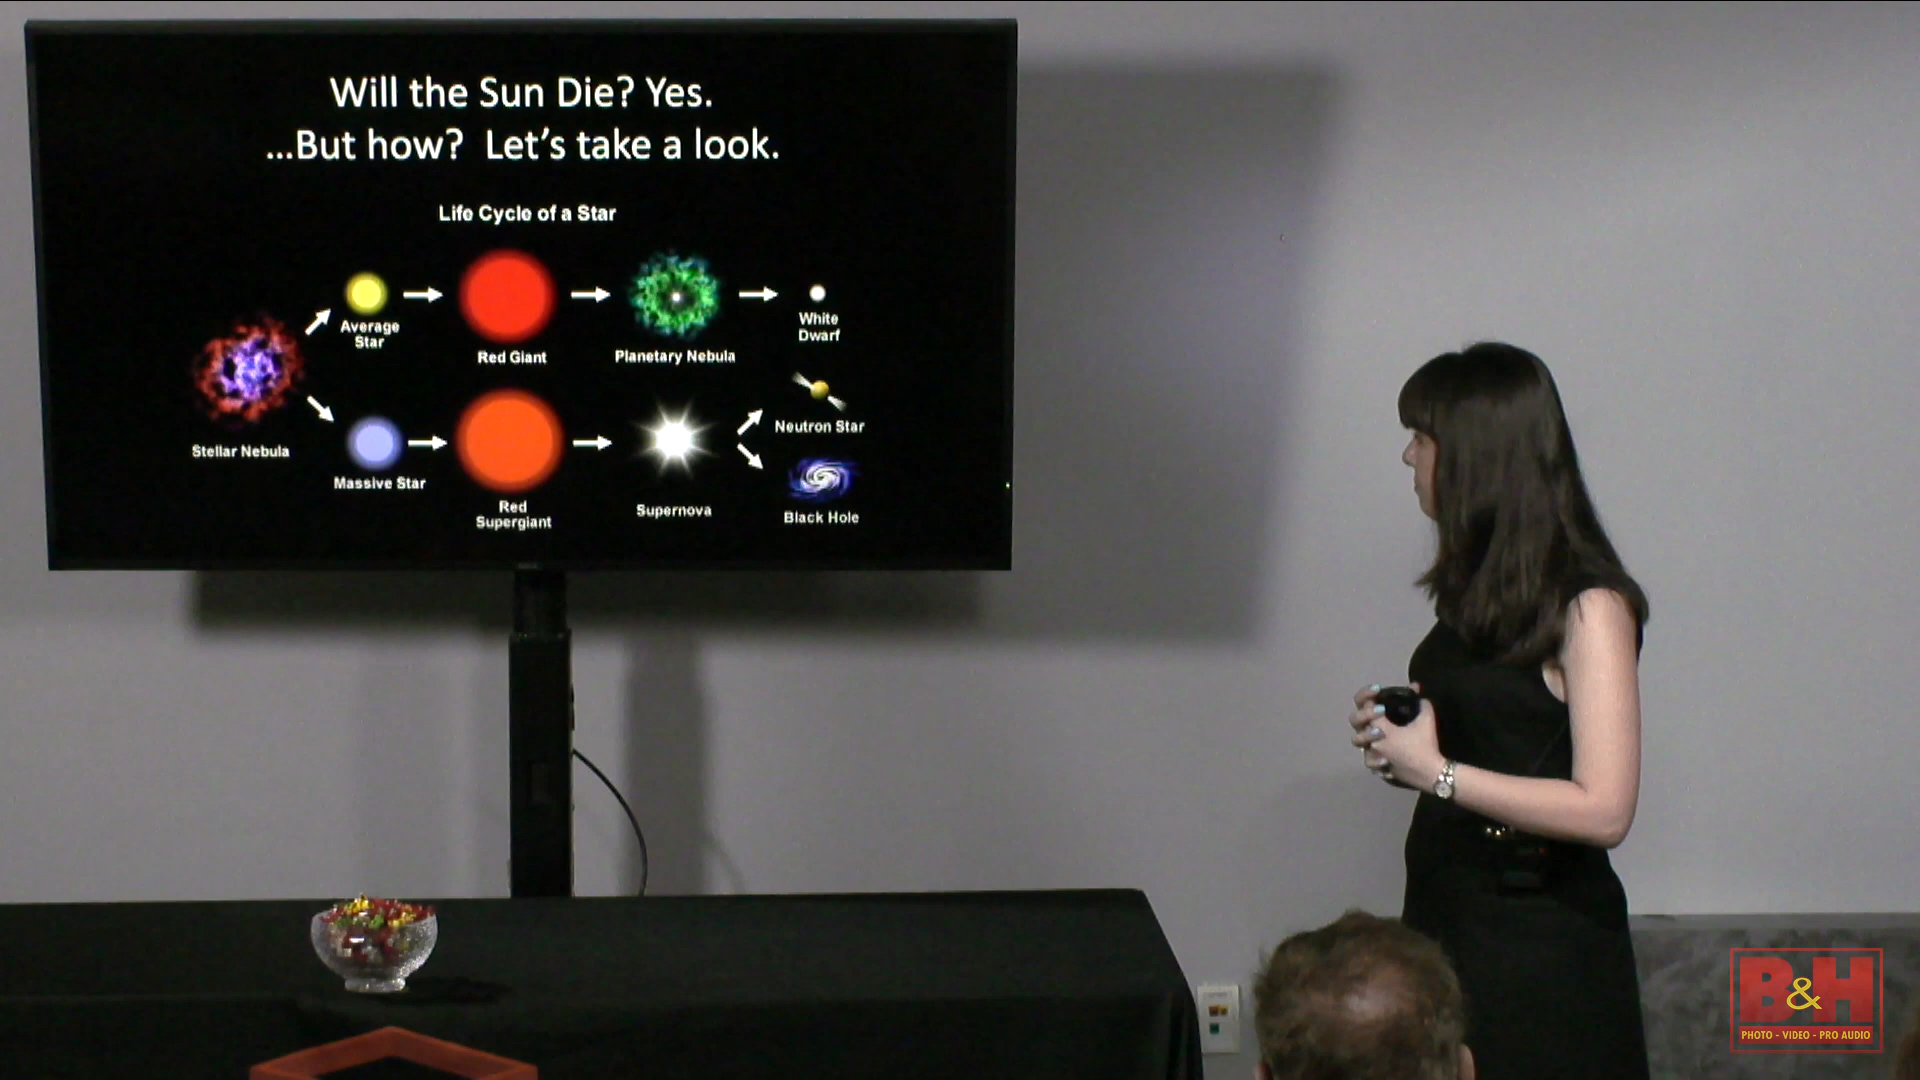 Will the Sun Die? Yes.
...But how? Let's take a look.
Life Cycle of a Star
Average
Star
Red Giant
Planetary Nebula
White
Dwarf
Stellar Nebula
Massive Star
Red
Supergiant
Supernova
Neutron Star
Black Hole
B&H
PHOTO - VIDEO - PRO AUDIO